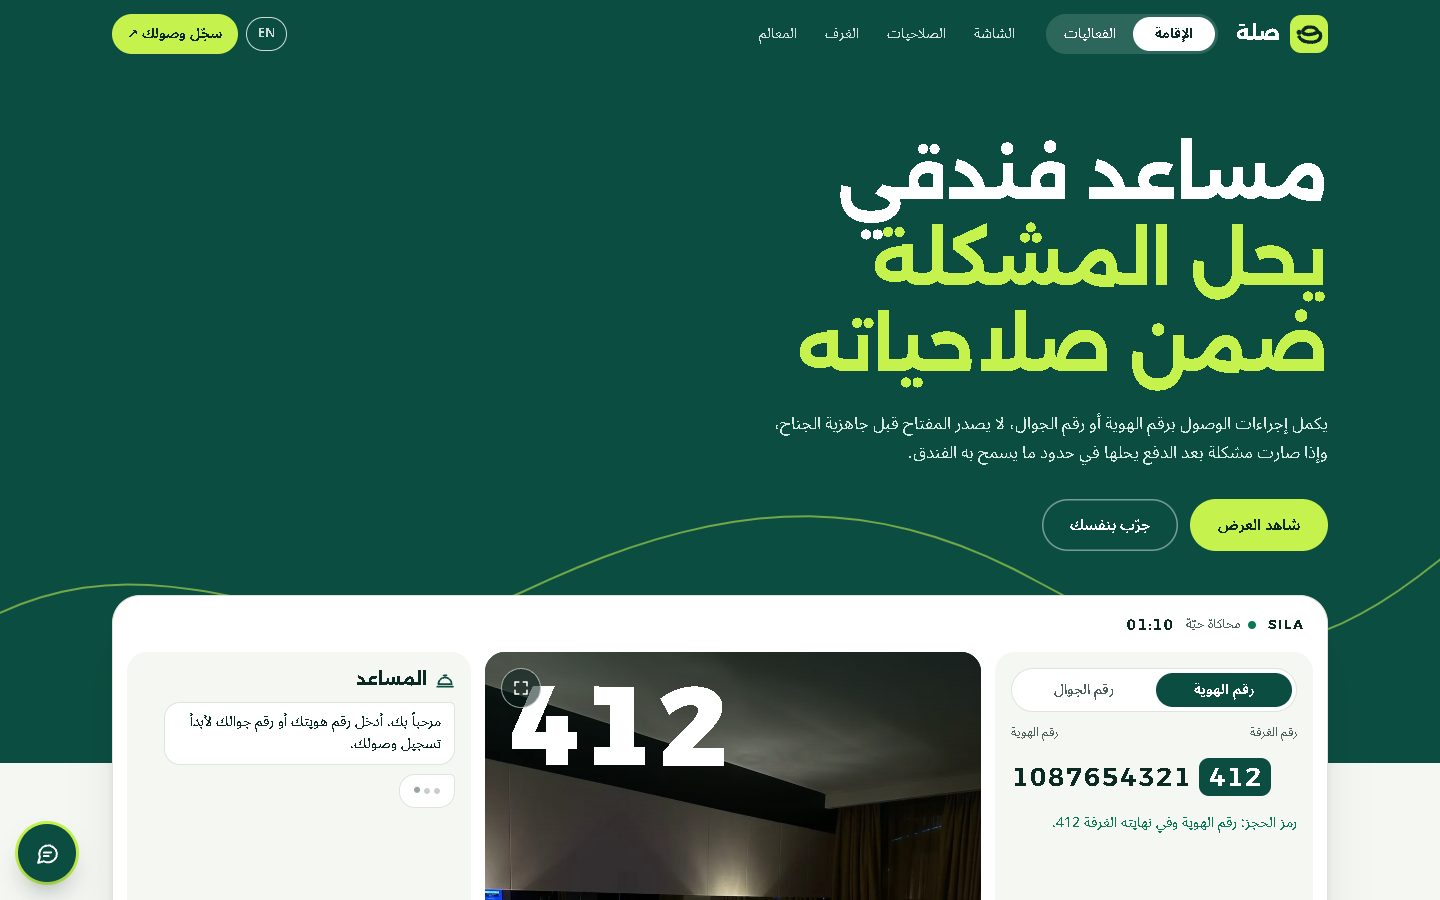 صلة
الإقامة
الفعاليات
الشاشة
الصلاحيات
الغرف
المعالم
EN
سجّل وصولك ↗
مساعد فندقي
يحل المشكلة
ضمن صلاحياته
يكمل إجراءات الوصول برقم الهوية أو رقم الجوال، لا يصدر المفتاح قبل جاهزية الجناح،
وإذا صارت مشكلة بعد الدفع يحلها في حدود ما يسمح به الفندق.
شاهد العرض
جرّب بنفسك
SILA
محاكاة حيّة
01:10
رقم الهوية
رقم الجوال
رقم الغرفة
رقم الهوية
1087654321 412
رمز الحجز: رقم الهوية وفي نهايته الغرفة 412.
412
المساعد
مرحباً بك، أدخل رقم هويتك أو رقم جوالك لأبدأ
تسجيل وصولك.